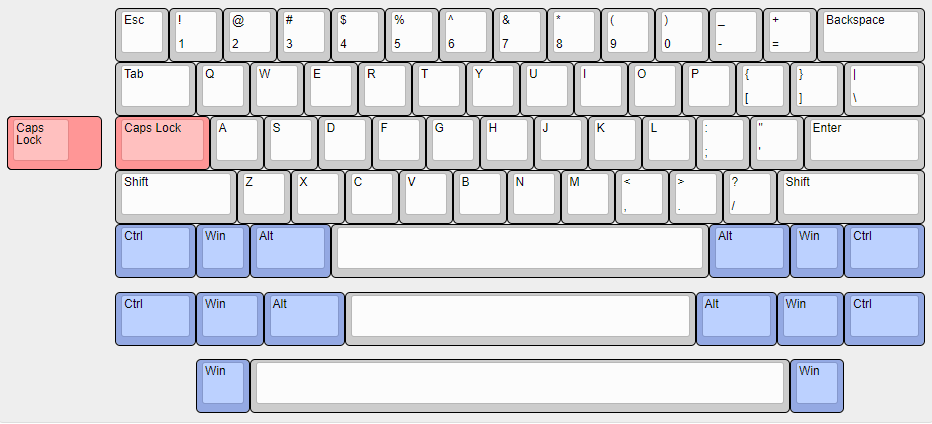 Esc ! @ # $ % ^ & * ( ) _ + Backspace
1 2 3 4 5 6 7 8 9 0 - =
Tab Q W E R T Y U I O P { } |
[ ] \
Caps Caps Lock A S D F G H J K L : " Enter
Lock ; '
Shift Z X C V B N M < > ? Shift
, . /
Ctrl Win Alt Alt Win Ctrl
Ctrl Win Alt Alt Win Ctrl
Win Win